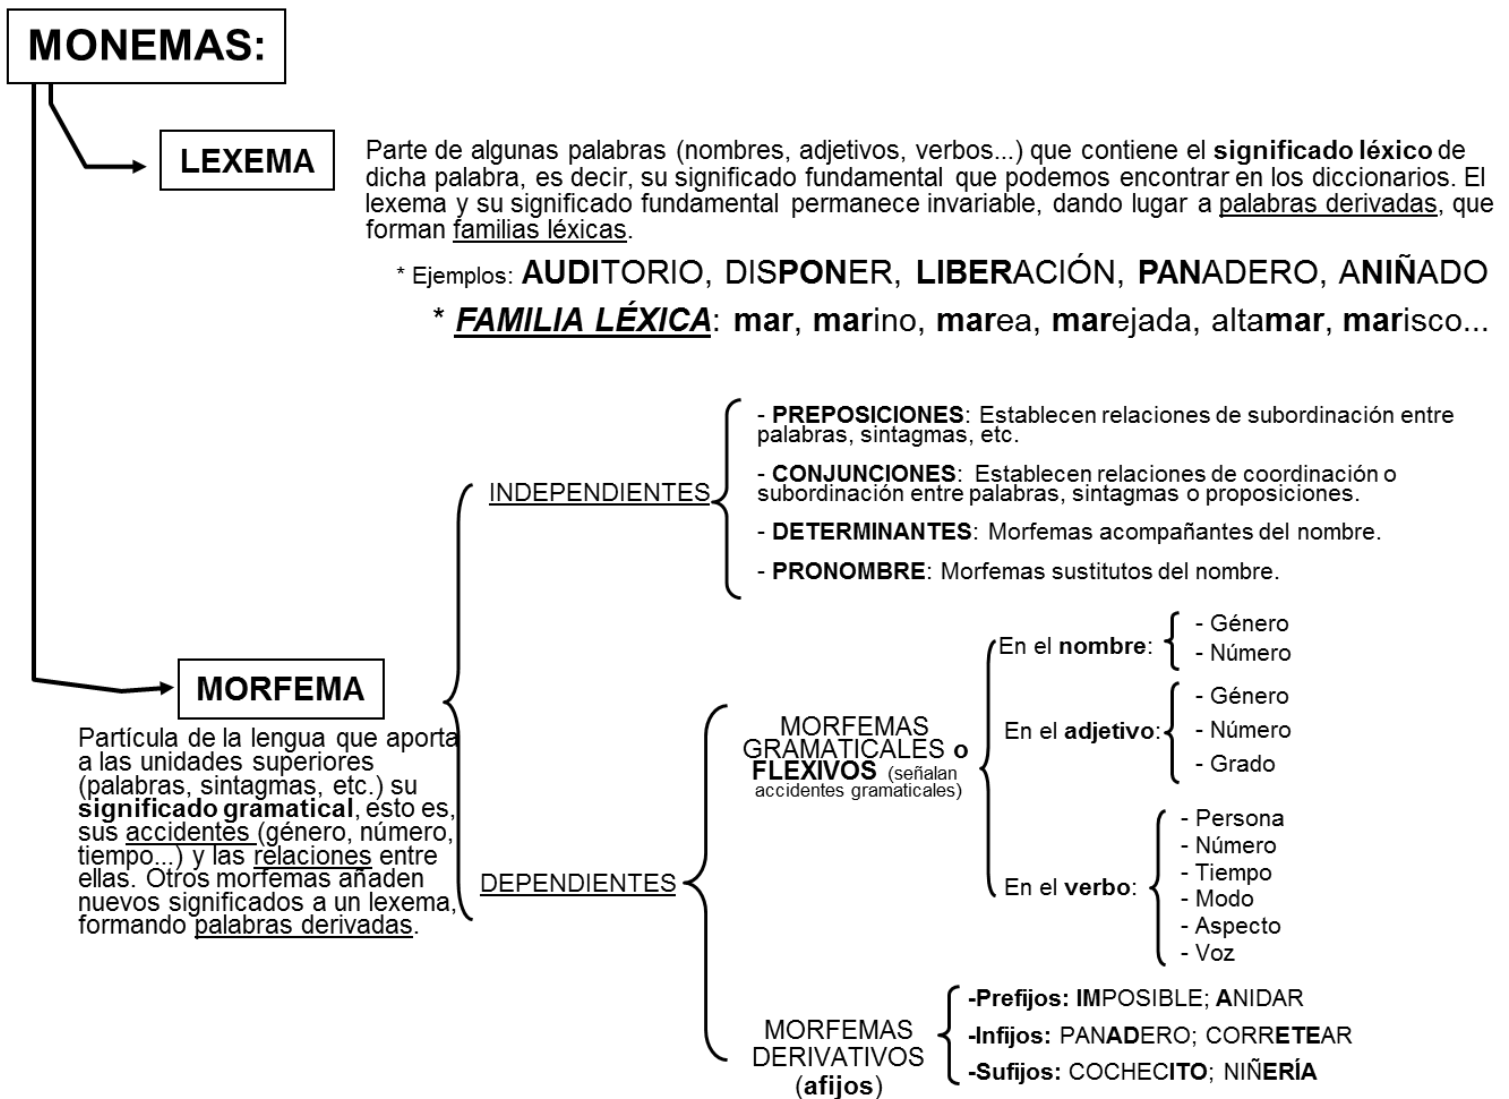 MONEMAS:
LEXEMA
Parte de algunas palabras (nombres, adjetivos, verbos...) que contiene el significado léxico de
dicha palabra, es decir, su significado fundamental que podemos encontrar en los diccionarios. El
lexema y su significado fundamental permanece invariable, dando lugar a palabras derivadas, que
forman familias léxicas.
* Ejemplos: AUDITORIO, DISPONER, LIBERACIÓN, PANADERO, ANIÑADO
* FAMILIA LÉXICA: mar, marino, marea, marejada, altamar, marisco...
MORFEMA
Partícula de la lengua que aporta
a las unidades superiores
(palabras, sintagmas, etc.) su
significado gramatical, esto es,
sus accidentes (género, número,
tiempo...) y las relaciones entre
ellas. Otros morfemas añaden
nuevos significados a un lexema,
formando palabras derivadas.
INDEPENDIENTES
- PREPOSICIONES: Establecen relaciones de subordinación entre
palabras, sintagmas, etc.
- CONJUNCIONES: Establecen relaciones de coordinación o
subordinación entre palabras, sintagmas o proposiciones.
- DETERMINANTES: Morfemas acompañantes del nombre.
- PRONOMBRE: Morfemas sustitutos del nombre.
DEPENDIENTES
MORFEMAS
GRAMATICALES o
FLEXIVOS (señalan
accidentes gramaticales)
En el nombre:
- Género
- Número
En el adjetivo:
- Género
- Número
- Grado
En el verbo:
- Persona
- Número
- Tiempo
- Modo
- Aspecto
- Voz
MORFEMAS
DERIVATIVOS
(afijos)
-Prefijos: IMPOSIBLE; ANIDAR
-Infijos: PANADERO; CORRETEAR
-Sufijos: COCHECITO; NIÑERÍA